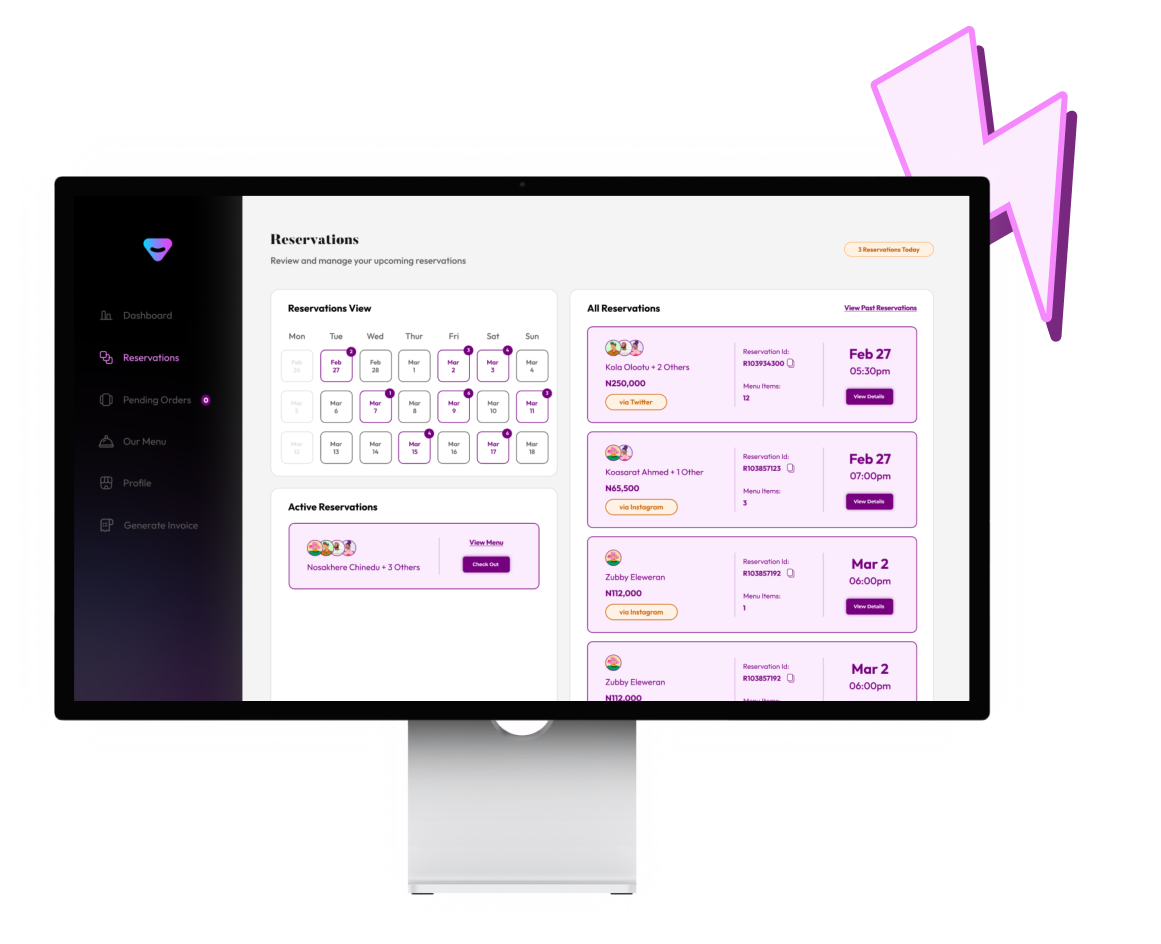 Reservations
Review and manage your upcoming reservations
3 Reservations Today
Dashboard
Reservations
Pending Orders 0
Our Menu
Profile
Generate Invoice
Reservations View
Mon Tue Wed Thur Fri Sat Sun
2 3 4
Feb Feb Feb Mar Mar Mar Mar
26 27 28 1 2 3 4
1 6 3
Mar Mar Mar Mar Mar Mar Mar
5 6 7 8 9 10 11
4 6
Mar Mar Mar Mar Mar Mar Mar
12 13 14 15 16 17 18
Active Reservations
Nosakhere Chinedu + 3 Others
View Menu
Check Out
All Reservations
View Past Reservations
Kola Olootu + 2 Others
N250,000
via Twitter
Reservation Id:
R103934300
Menu Items:
12
Feb 27
05:30pm
View Details
Koasarat Ahmed + 1 Other
N65,500
via Instagram
Reservation Id:
R103857123
Menu Items:
3
Feb 27
07:00pm
View Details
Zubby Eleweran
N112,000
via Instagram
Reservation Id:
R103857192
Menu Items:
1
Mar 2
06:00pm
View Details
Zubby Eleweran
N112,000
Reservation Id:
R103857192
Menu Items:
Mar 2
06:00pm